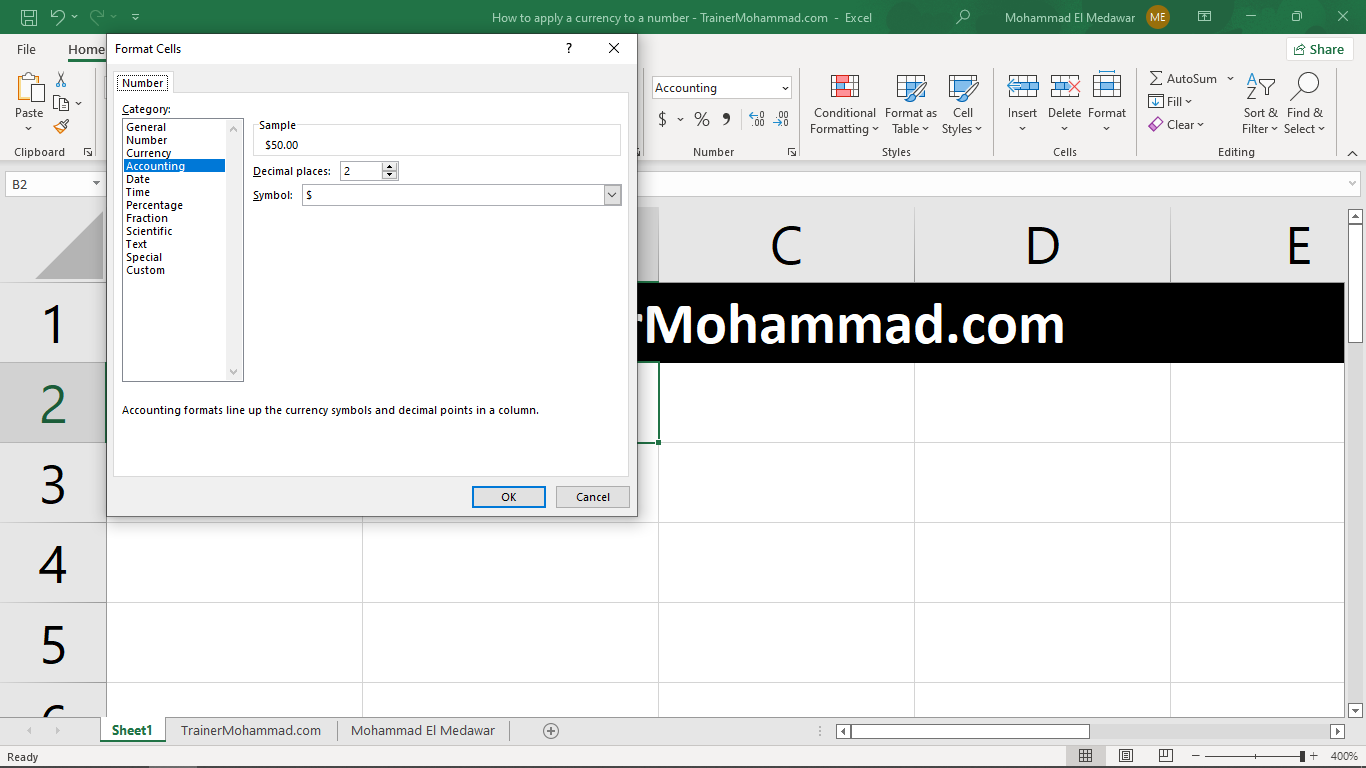 How to apply a currency to a number - TrainerMohammad.com - Excel
Mohammad El Medawar
ME
File
Home
Share
Format Cells
?
Number
Category:
General
Number
Currency
Accounting
Date
Time
Percentage
Fraction
Scientific
Text
Special
Custom
Sample
$50.00
Decimal places: 2
Symbol: $
Accounting formats line up the currency symbols and decimal points in a column.
OK
Cancel
Paste
Clipboard
Accounting
$ % ,
.00
.00
Number
Conditional Formatting
Format as Table
Cell Styles
Styles
Insert
Delete
Format
Cells
AutoSum
Fill
Clear
Sort & Filter
Find & Select
Editing
B2
C D E
1
rMohammad.com
2
3
4
5
Sheet1
TrainerMohammad.com
Mohammad El Medawar
Ready
400%